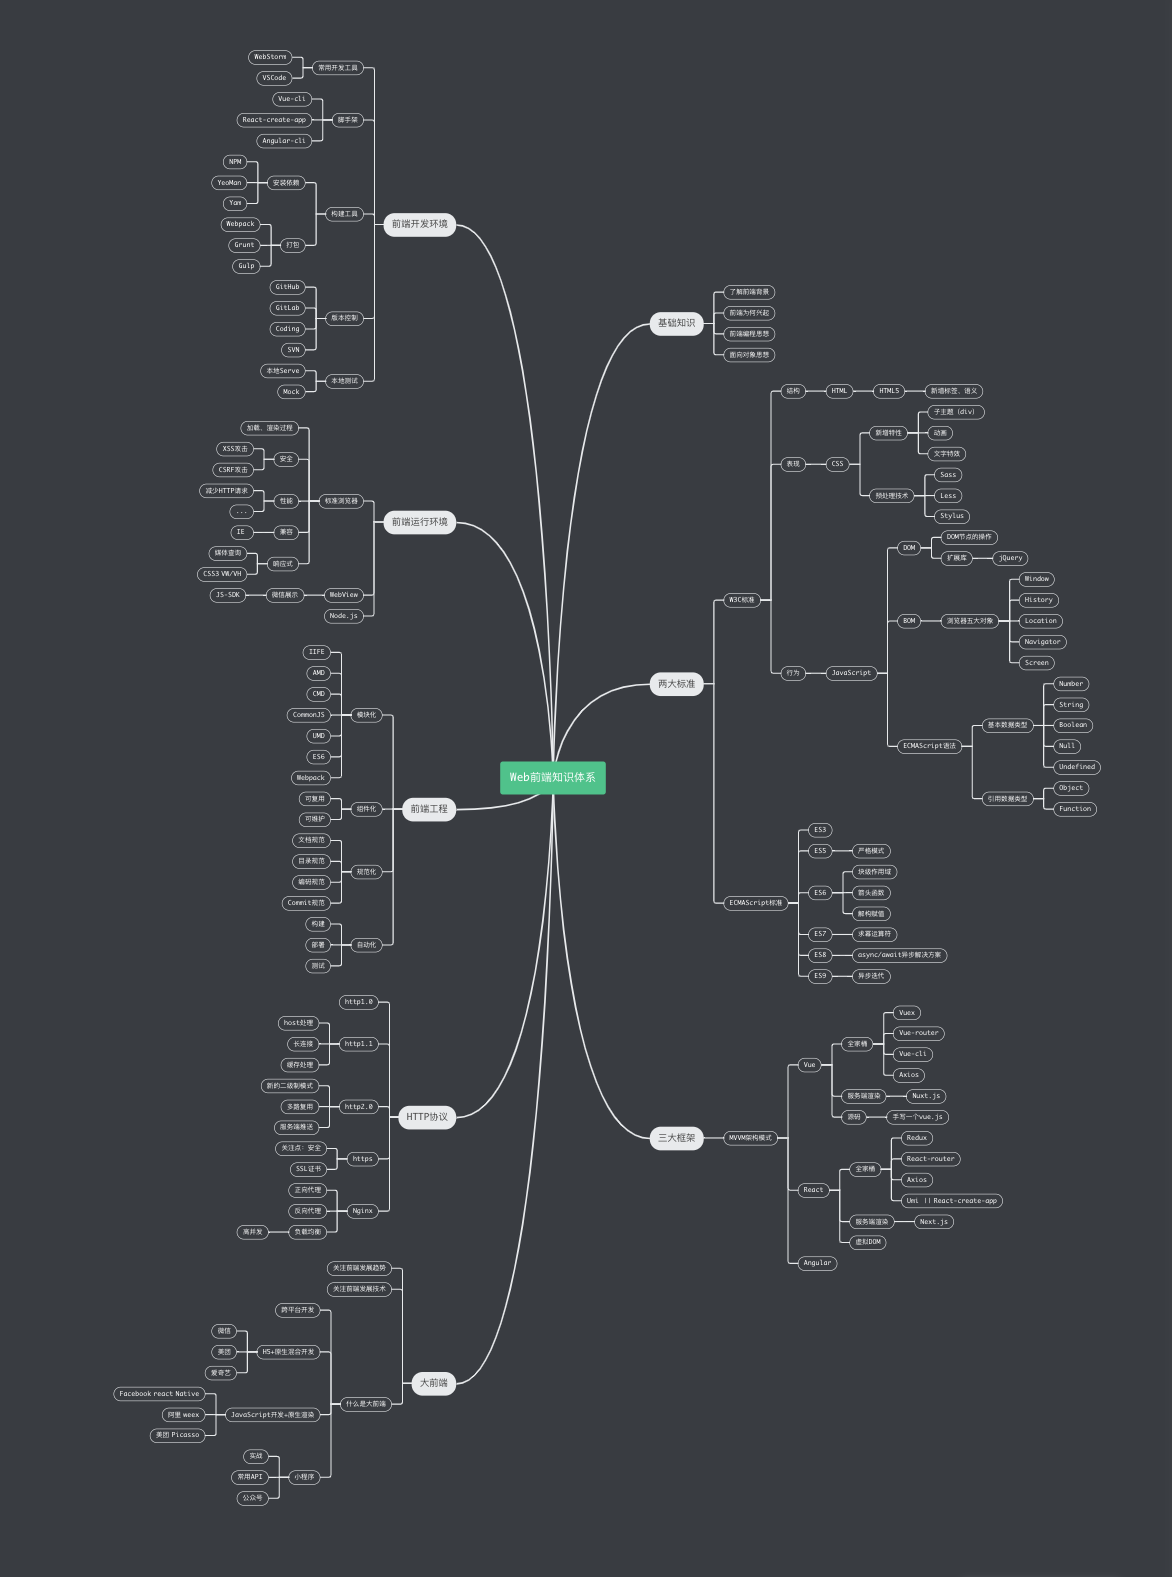 Web前端知识体系
基础知识
了解前端背景
前端为何兴起
前端编程思想
面向对象思想
两大标准
W3C标准
结构
HTML
HTML5
新增标签、语义
表现
CSS
新增特性
子主题（div）
动画
文字特效
预处理技术
Sass
Less
Stylus
行为
JavaScript
DOM
DOM节点的操作
扩展库
jQuery
BOM
浏览器五大对象
Window
History
Location
Navigator
Screen
ECMAScript语法
基本数据类型
Number
String
Boolean
Null
Undefined
引用数据类型
Object
Function
ECMAScript标准
ES3
ES5
严格模式
ES6
块级作用域
箭头函数
解构赋值
ES7
求幂运算符
ES8
async/await异步解决方案
ES9
异步迭代
三大框架
MVVM架构模式
Vue
全家桶
Vuex
Vue-router
Vue-cli
Axios
服务端渲染
Nuxt.js
源码
手写一个vue.js
React
全家桶
Redux
React-router
Axios
Umi || React-create-app
服务端渲染
Next.js
虚拟DOM
Angular
前端开发环境
常用开发工具
WebStorm
VSCode
脚手架
Vue-cli
React-create-app
Angular-cli
构建工具
安装依赖
NPM
YeoMan
Yarn
打包
Webpack
Grunt
Gulp
版本控制
GitHub
GitLab
Coding
SVN
本地测试
本地Serve
Mock
前端运行环境
标准浏览器
加载、渲染过程
安全
XSS攻击
CSRF攻击
性能
减少HTTP请求
...
兼容
IE
响应式
媒体查询
CSS3 VW/VH
WebView
微信展示
JS-SDK
Node.js
前端工程
模块化
IIFE
AMD
CMD
CommonJS
UMD
ES6
Webpack
组件化
可复用
可维护
规范化
文档规范
目录规范
编码规范
Commit规范
自动化
构建
部署
测试
HTTP协议
http1.0
http1.1
host处理
长连接
缓存处理
http2.0
新的二级制模式
多路复用
服务端推送
https
关注点：安全
SSL证书
Nginx
正向代理
反向代理
负载均衡
高并发
大前端
关注前端发展趋势
关注前端发展技术
什么是大前端
跨平台开发
H5+原生混合开发
微信
美团
爱奇艺
JavaScript开发+原生渲染
Facebook react Native
阿里 weex
美团 Picasso
小程序
实战
常用API
公众号